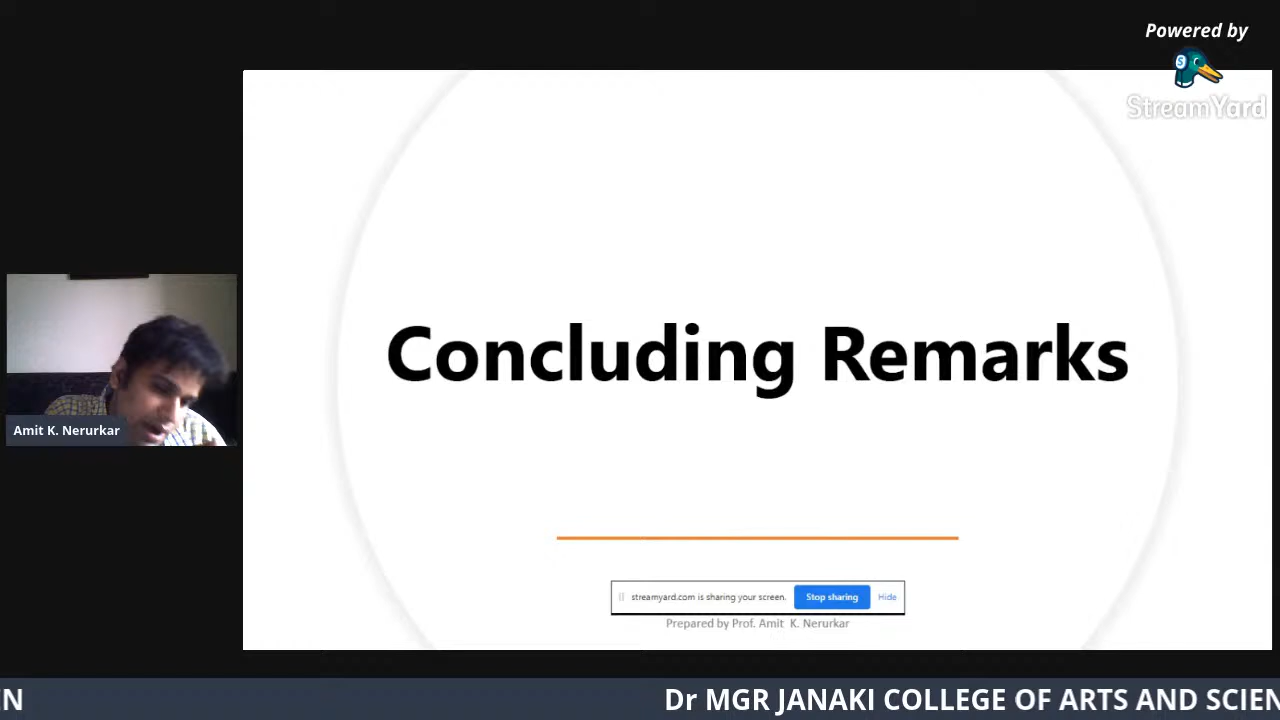 Powered by
StreamYard
Concluding Remarks
Amit K. Nerurkar
streamyard.com is sharing your screen. Stop sharing Hide
Prepared by Prof. Amit K. Nerurkar
EN Dr MGR JANAKI COLLEGE OF ARTS AND SCIEN